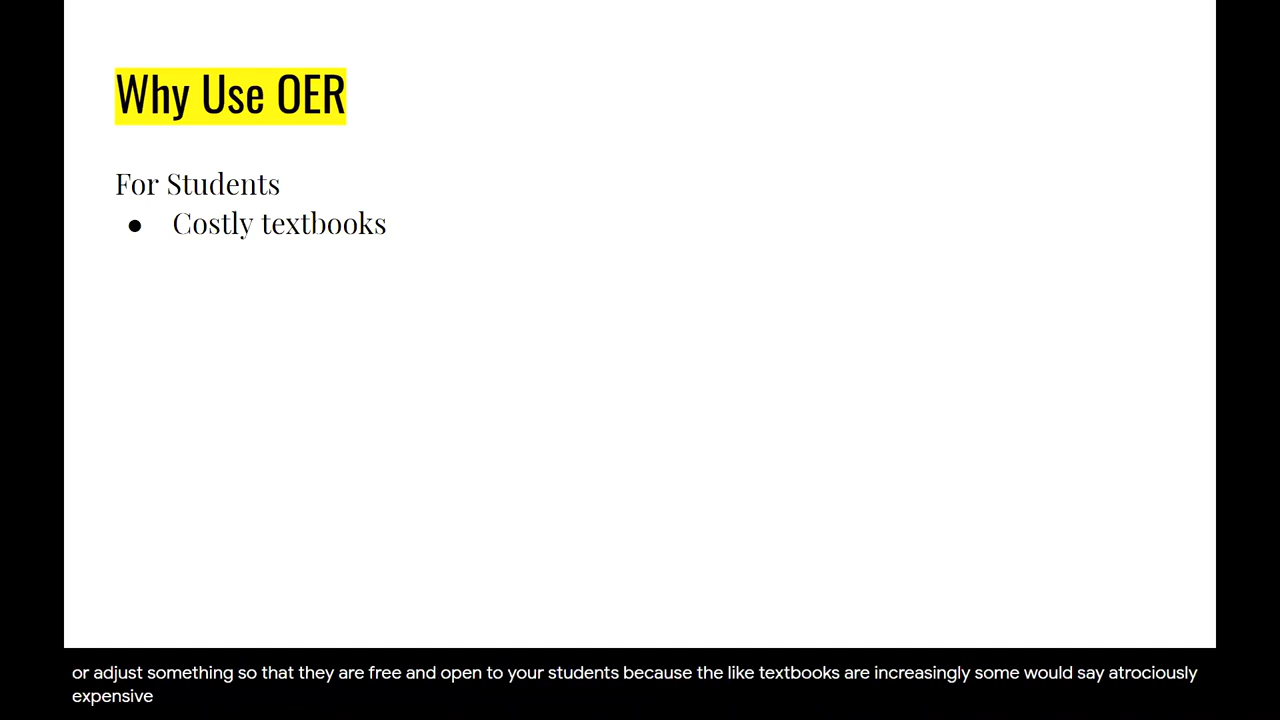 Why Use OER
For Students
● Costly textbooks
or adjust something so that they are free and open to your students because the like textbooks are increasingly some would say atrociously
expensive